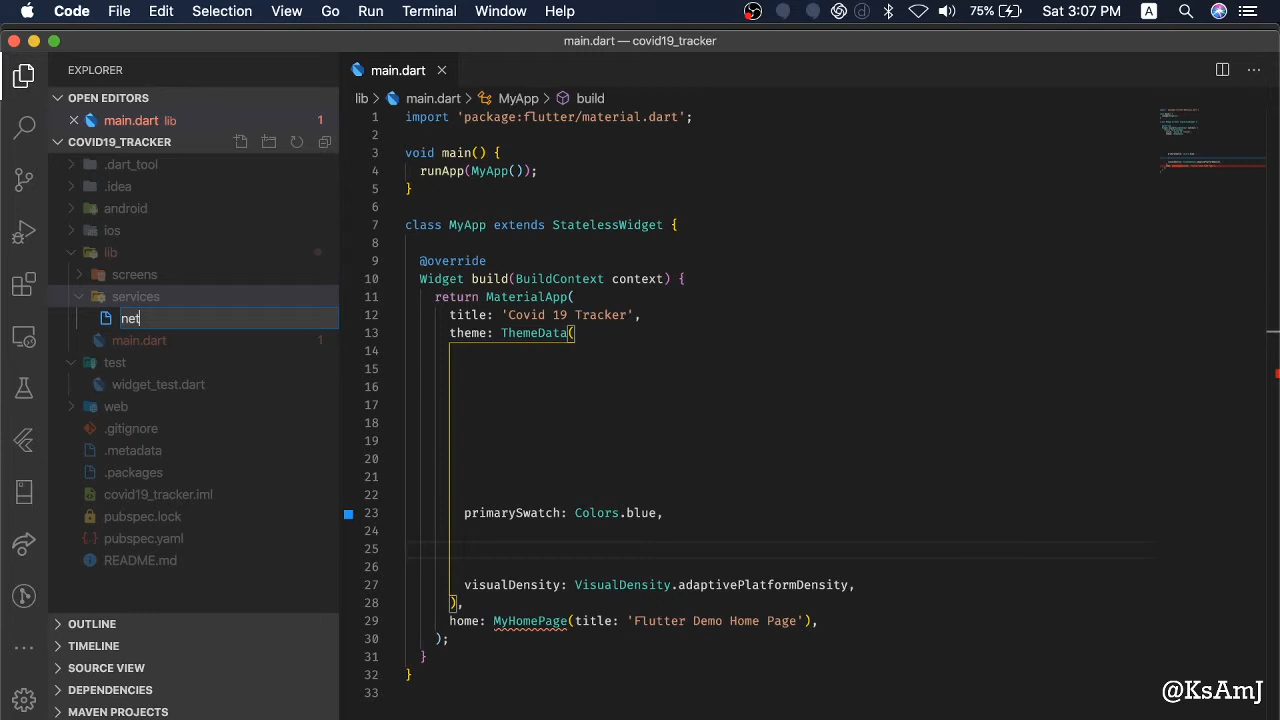 Code File Edit Selection View Go Run Terminal Window Help 75% Sat 3:07 PM A
main.dart — covid19_tracker
EXPLORER
main.dart
OPEN EDITORS
lib > main.dart > MyApp > build
main.dart lib 1
COVID19_TRACKER
.dart_tool
.idea
android
ios
lib
screens
services
net
main.dart 1
test
widget_test.dart
web
.gitignore
.metadata
.packages
covid19_tracker.iml
pubspec.lock
pubspec.yaml
README.md
OUTLINE
TIMELINE
SOURCE VIEW
DEPENDENCIES
MAVEN PROJECTS
1 import 'package:flutter/material.dart';
2
3 void main() {
4 runApp(MyApp());
5 }
6
7 class MyApp extends StatelessWidget {
8
9 @override
10 Widget build(BuildContext context) {
11 return MaterialApp(
12 title: 'Covid 19 Tracker',
13 theme: ThemeData(
14
15
16
17
18
19
20
21
22
23 primarySwatch: Colors.blue,
24
25
26
27 visualDensity: VisualDensity.adaptivePlatformDensity,
28 ),
29 home: MyHomePage(title: 'Flutter Demo Home Page'),
30 );
31 }
32 }
33
@KsAmJ